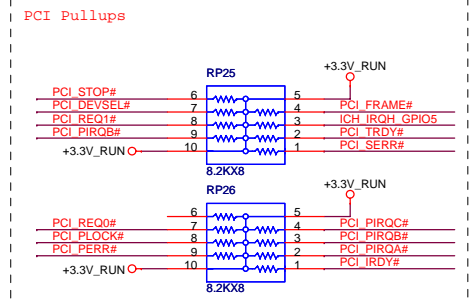 PCI Pullups
RP25
+3.3V_RUN
PCI_STOP# 6 5
PCI_DEVSEL# 7 4 PCI_FRAME#
PCI_REQ1# 8 3 ICH_IRQH_GPIO5
PCI_PIRQB# 9 2 PCI_TRDY#
+3.3V_RUN 10 1 PCI_SERR#
8.2KX8
RP26
+3.3V_RUN
6 5
PCI_REQ0# 7 4 PCI_PIRQC#
PCI_PLOCK# 8 3 PCI_PIRQB#
PCI_PERR# 9 2 PCI_PIRQA#
+3.3V_RUN 10 1 PCI_IRDY#
8.2KX8